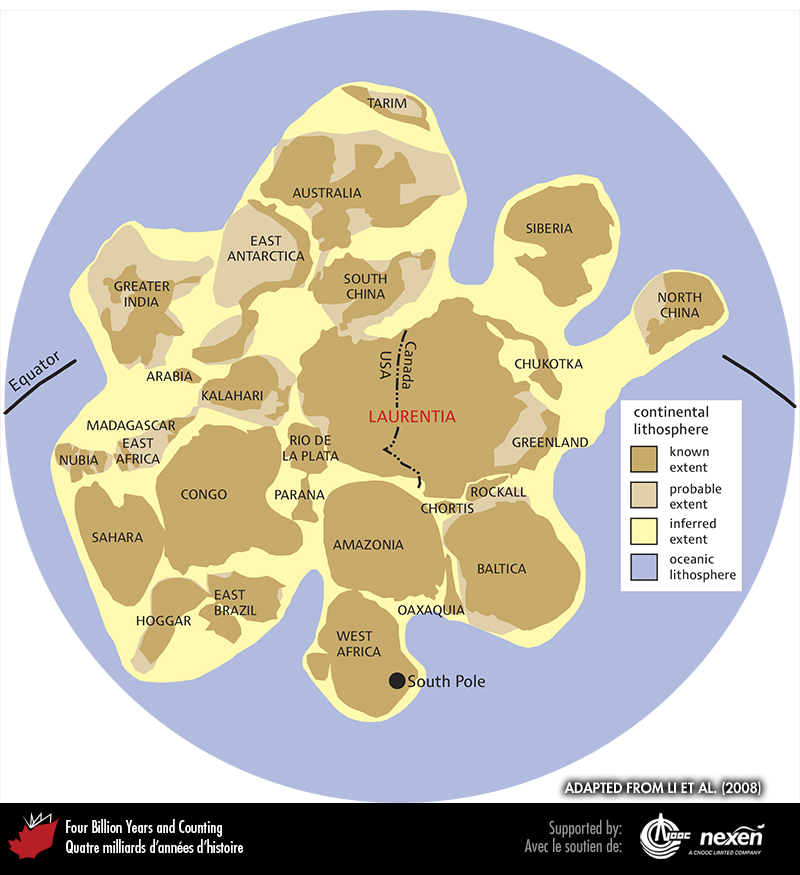 TARIM
AUSTRALIA
SIBERIA
EAST
ANTARCTICA
SOUTH
CHINA
GREATER
INDIA
NORTH
CHINA
Equator
Canada
USA
CHUKOTKA
ARABIA
KALAHARI
LAURENTIA
MADAGASCAR
EAST
AFRICA
NUBIA
RIO DE
LA PLATA
GREENLAND
continental
lithosphere
known
extent
probable
extent
inferred
extent
oceanic
lithosphere
CONGO
PARANA
ROCKALL
CHORTIS
SAHARA
AMAZONIA
BALTICA
EAST
BRAZIL
HOGGAR
OAXAQUIA
WEST
AFRICA
South Pole
ADAPTED FROM LI ET AL. (2008)
Four Billion Years and Counting
Quatre milliards d'années d'histoire
Supported by:
Avec le soutien de:
CNOOC
nexen
A CNOOC LIMITED COMPANY